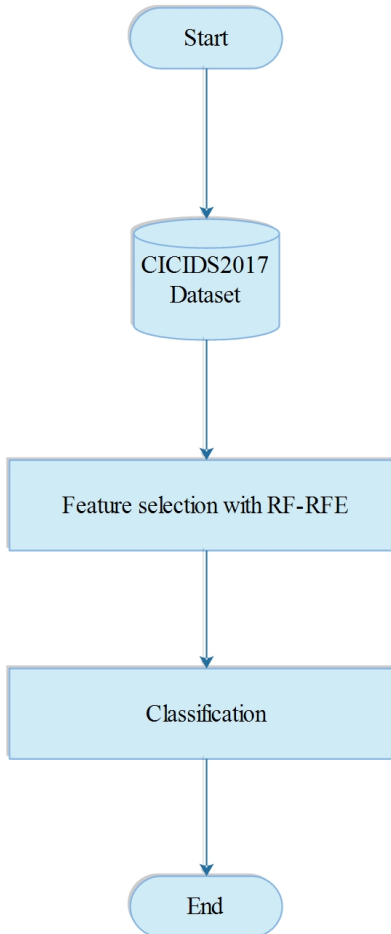 Start
CICIDS2017
Dataset
Feature selection with RF-RFE
Classification
End